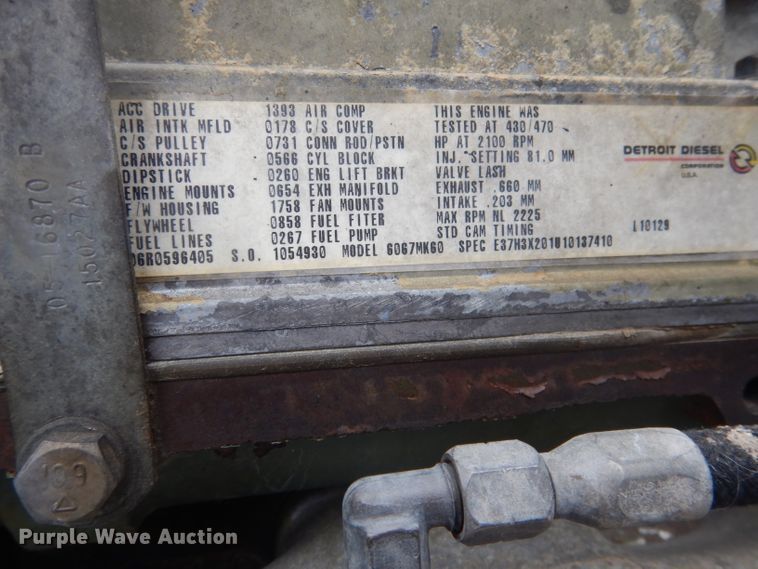 ACC DRIVE 1393 AIR COMP THIS ENGINE WAS
AIR INTK MFLD 0178 C/S COVER TESTED AT 430/470
C/S PULLEY 0731 CONN ROD/PSTN HP AT 2100 RPM
CRANKSHAFT 0566 CYL BLOCK INJ. SETTING 81.0 MM
DIPSTICK 0260 ENG LIFT BRKT VALVE LASH
ENGINE MOUNTS 0654 EXH MANIFOLD EXHAUST .660 MM
F/W HOUSING 1758 FAN MOUNTS INTAKE .203 MM
FLYWHEEL 0858 FUEL FITER MAX RPM NL 2225
FUEL LINES 0267 FUEL PUMP STD CAM TIMING
06R0596405 S.O. 1054930 MODEL 6067MK60 SPEC E37H3X201U10137410
DETROIT DIESEL
CORPORATION
U.S.A.
110129
B
15027AA
109
Purple Wave Auction